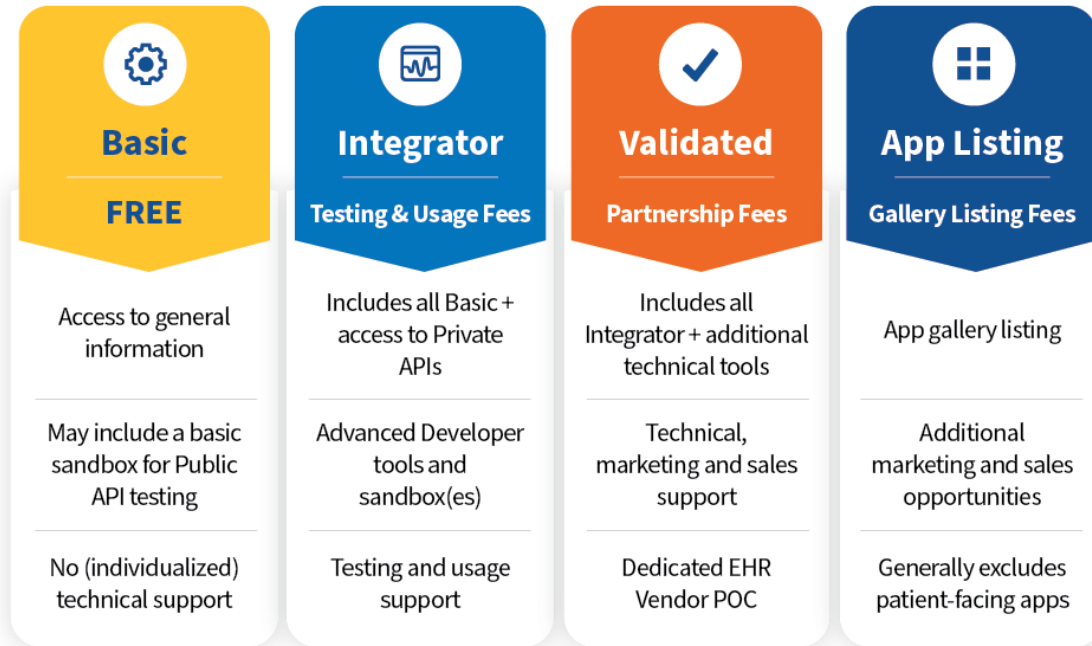 Basic
FREE
Access to general
information
May include a basic
sandbox for Public
API testing
No (individualized)
technical support
Integrator
Testing & Usage Fees
Includes all Basic +
access to Private
APIs
Advanced Developer
tools and
sandbox(es)
Testing and usage
support
Validated
Partnership Fees
Includes all
Integrator + additional
technical tools
Technical,
marketing and sales
support
Dedicated EHR
Vendor POC
App Listing
Gallery Listing Fees
App gallery listing
Additional
marketing and sales
opportunities
Generally excludes
patient-facing apps